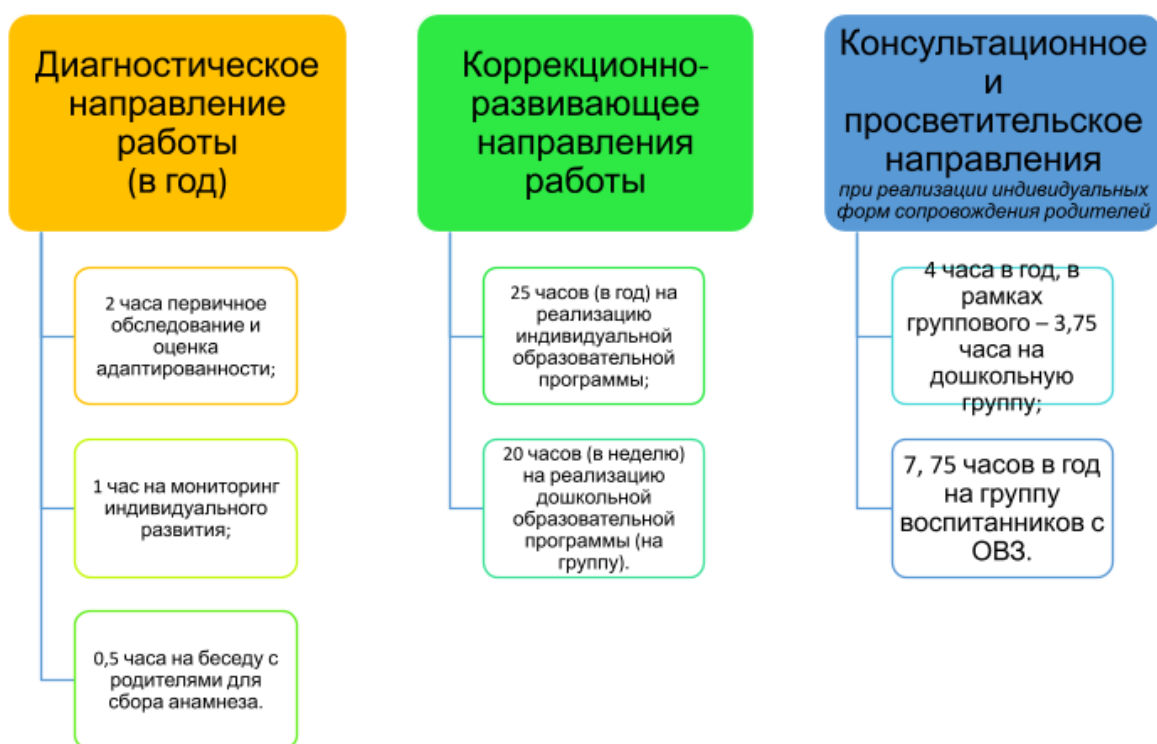 Диагностическое
направление
работы
(в год)
2 часа первичное
обследование и
оценка
адаптированности;
1 час на мониторинг
индивидуального
развития;
0,5 часа на беседу с
родителями для
сбора анамнеза.
Коррекционно-
развивающее
направления
работы
25 часов (в год) на
реализацию
индивидуальной
образовательной
программы;
20 часов (в неделю)
на реализацию
дошкольной
образовательной
программы (на
группу).
Консультационное
и
просветительское
направления
при реализации индивидуальных
форм сопровождения родителей
4 часа в год, в
рамках
группового – 3,75
часа на
дошкольную
группу;
7, 75 часов в год
на группу
воспитанников с
ОВЗ.